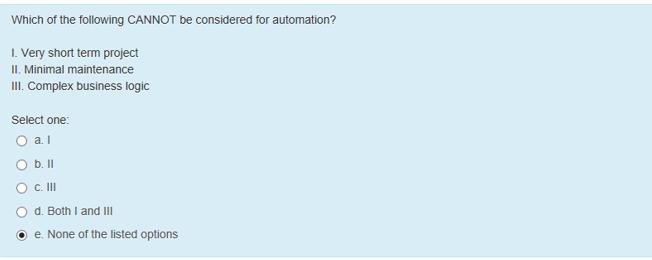 Which of the following CANNOT be considered for automation?
I. Very short term project
II. Minimal maintenance
III. Complex business logic
Select one:
a. I
b. II
c. III
d. Both I and III
e. None of the listed options